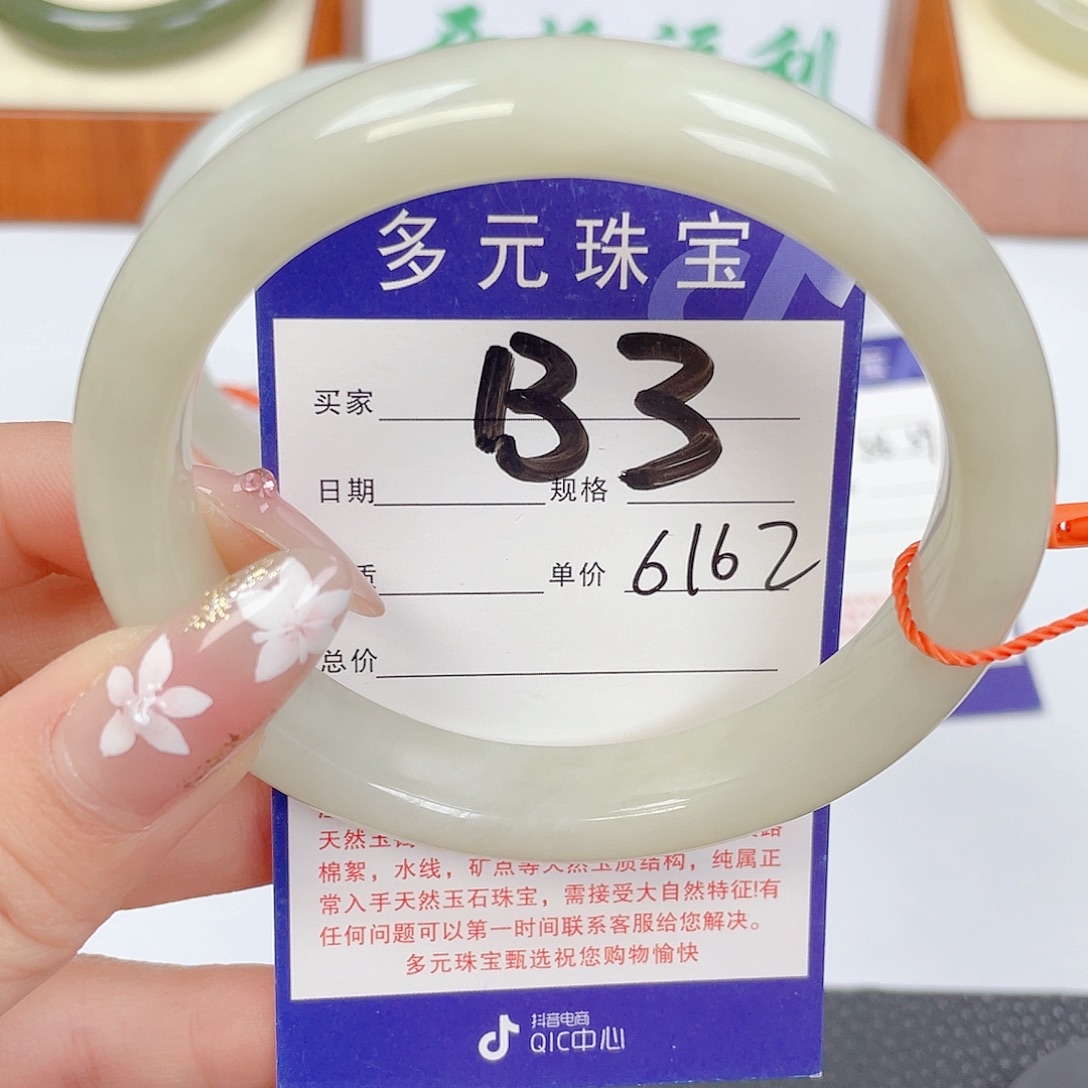 福利
多元珠宝
B3
买家
日期 规格
质 单价 6162
总价
天然玉
棉絮，水线，矿点等天然玉质结构，纯属正
常入手天然玉石珠宝，需接受大自然特征!有
任何问题可以第一时间联系客服给您解决。
多元珠宝甄选祝您购物愉快
抖音电商
QIC中心